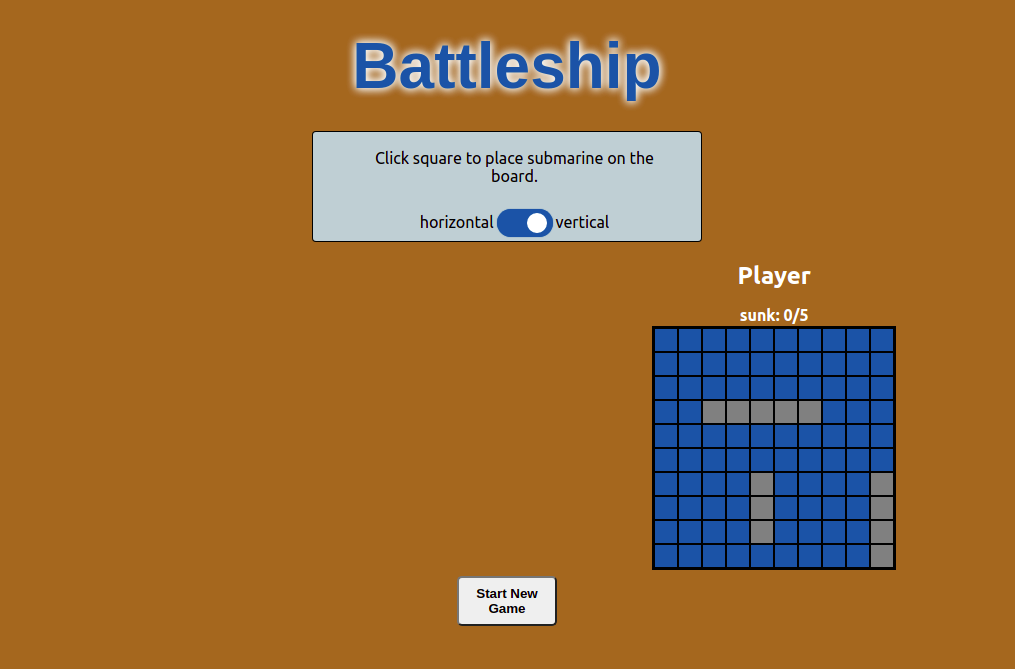 Battleship
Click square to place submarine on the
board.
horizontal vertical
Player
sunk: 0/5
Start New
Game